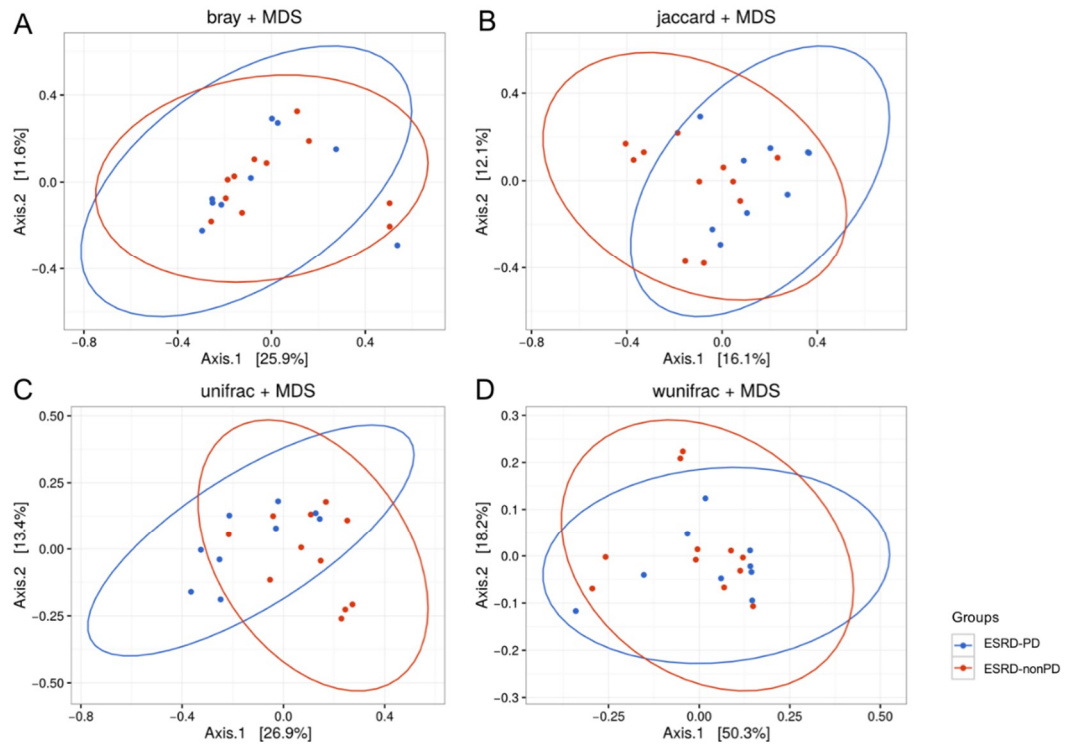 A
bray + MDS
Axis.2 [11.6%]
0.4
0.0
−0.4
−0.8
−0.4
0.0
0.4
Axis.1 [25.9%]
B
jaccard + MDS
Axis.2 [12.1%]
0.4
0.0
−0.4
−0.8
−0.4
0.0
0.4
Axis.1 [16.1%]
C
unifrac + MDS
Axis.2 [13.4%]
0.50
0.25
0.00
−0.25
−0.50
−0.8
−0.4
0.0
0.4
Axis.1 [26.9%]
D
wunifrac + MDS
Axis.2 [18.2%]
0.3
0.2
0.1
0.0
−0.1
−0.2
−0.3
−0.25
0.00
0.25
0.50
Axis.1 [50.3%]
Groups
ESRD-PD
ESRD-nonPD